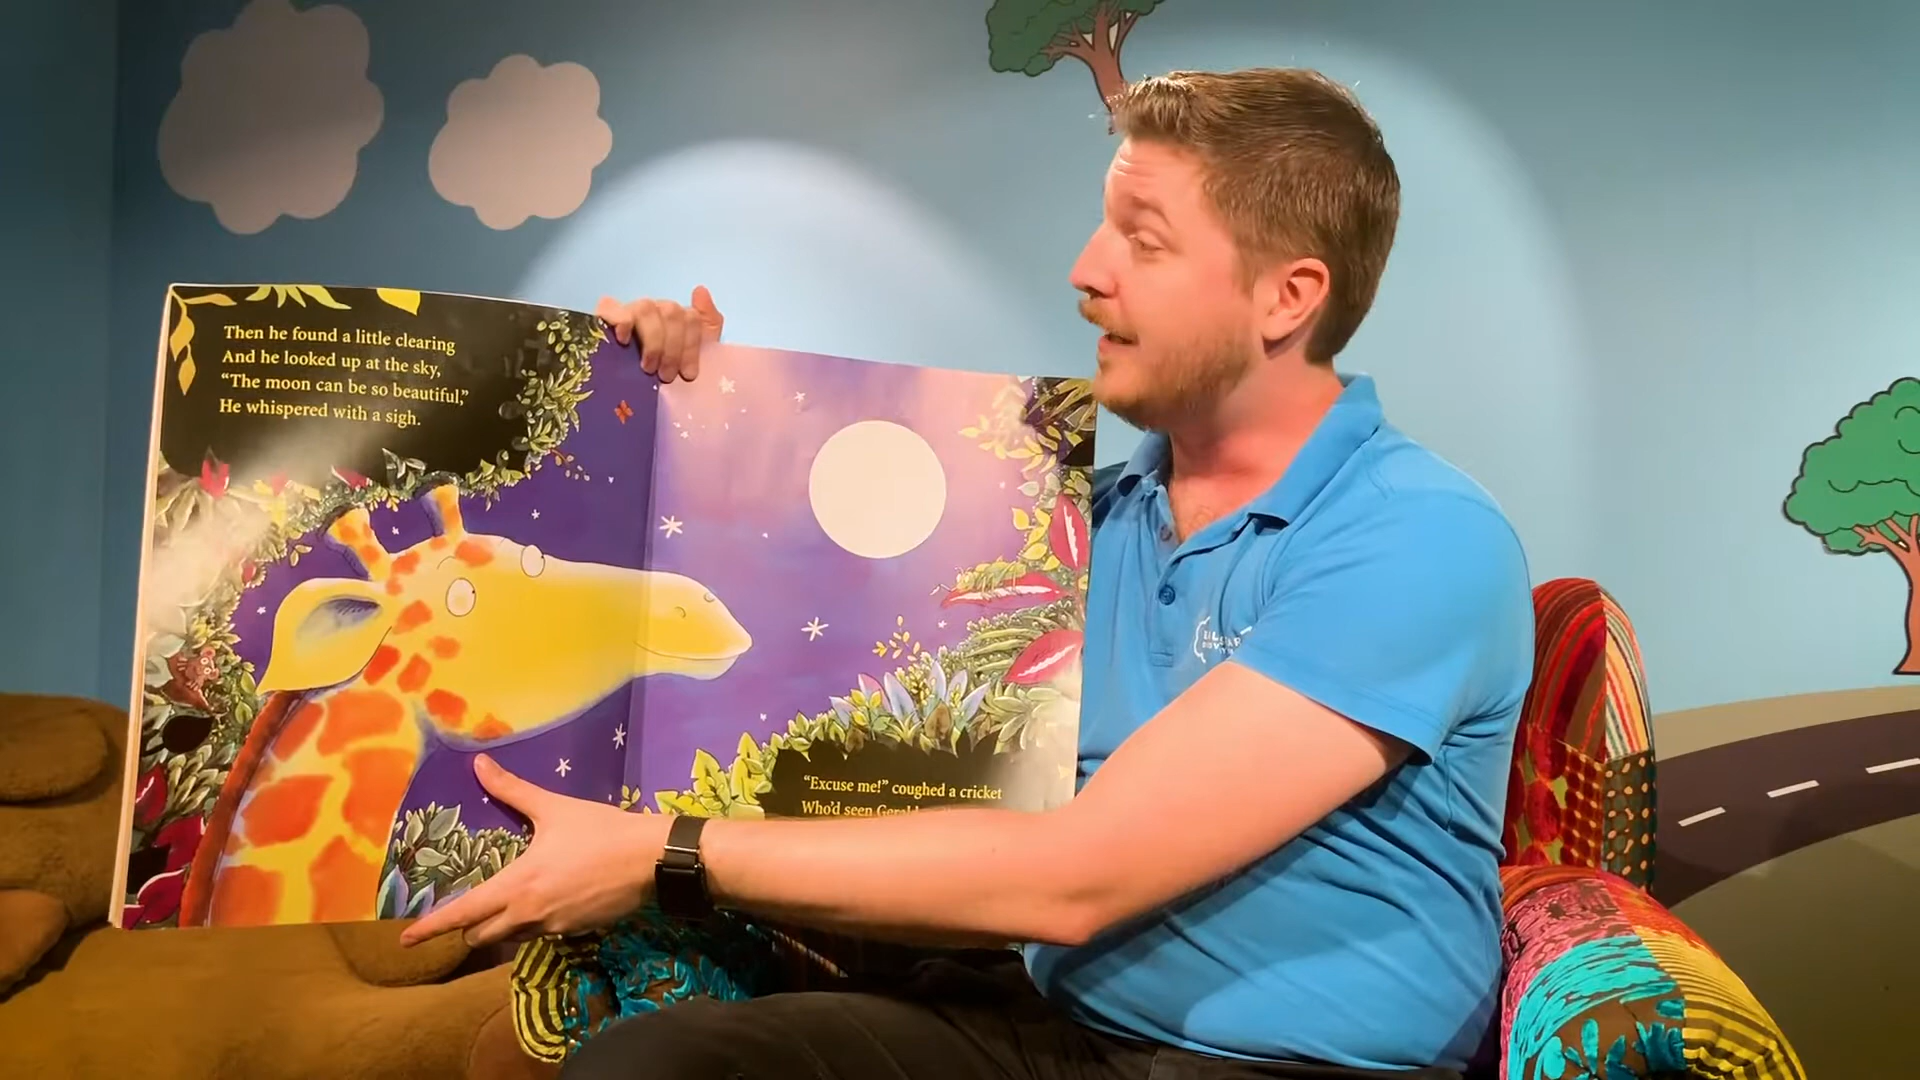 Then he found a little clearing
And he looked up at the sky,
“The moon can be so beautiful,”
He whispered with a sigh.
“Excuse me!” coughed a cricket
Who’d seen